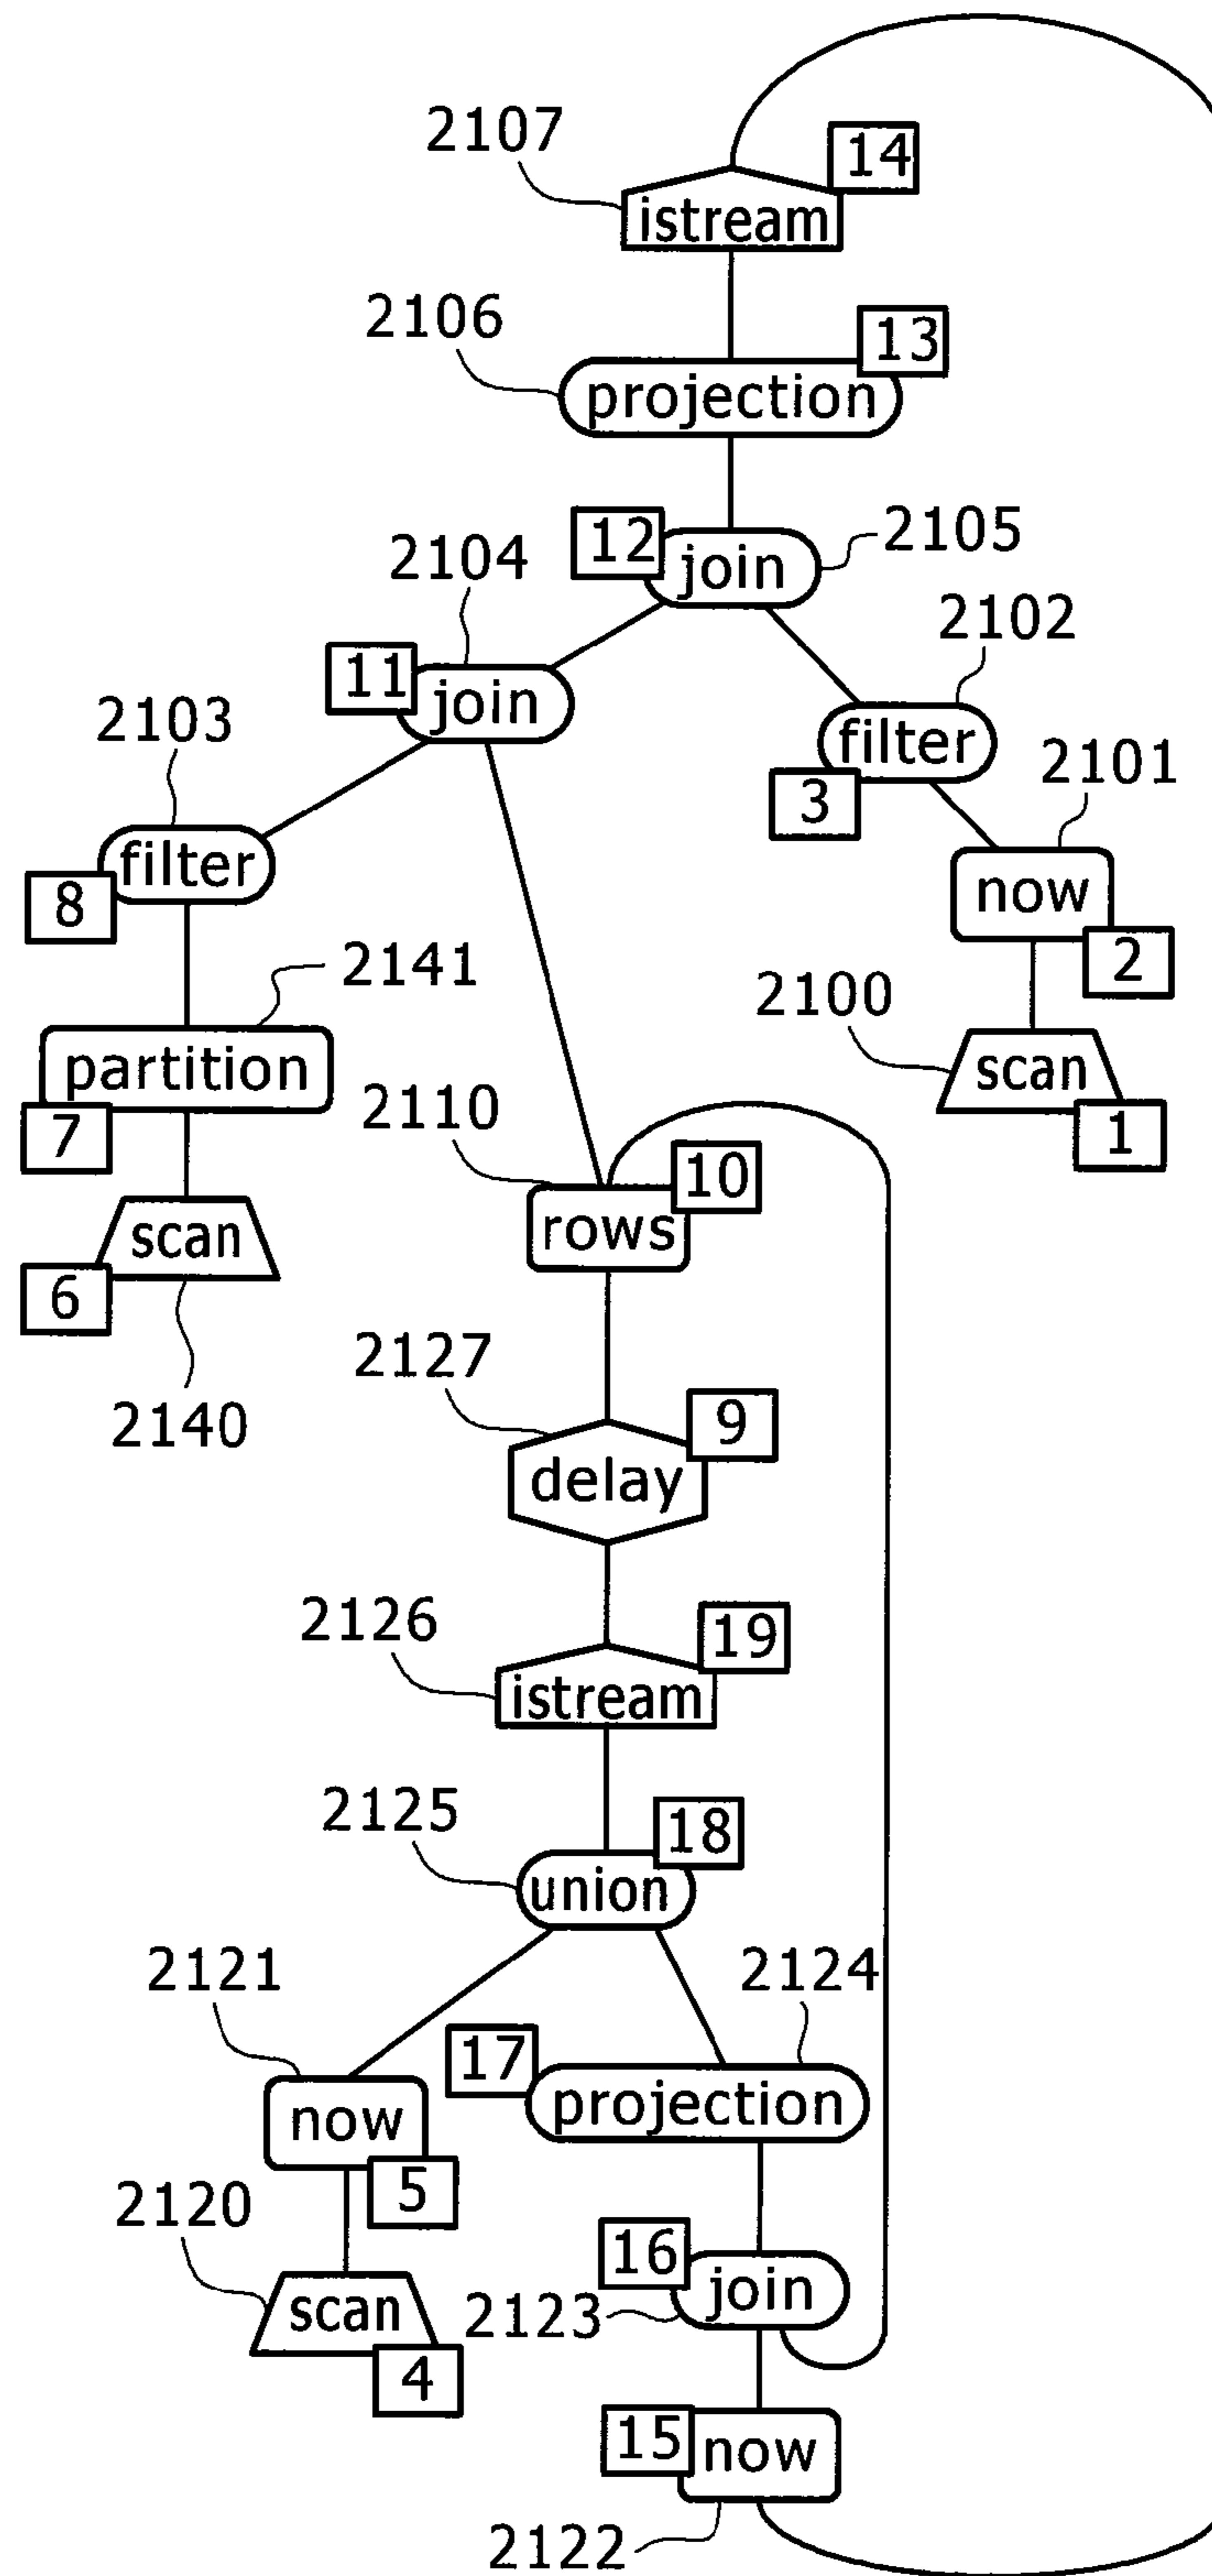 2107
14
istream
2106
13
projection
12
join
2105
2104
11
join
2102
filter
3
2103
filter
8
2101
now
2
2141
partition
7
2100
scan
1
2110
10
rows
scan
6
2140
2127
9
delay
2126
19
istream
2125
18
union
2121
2124
17
projection
now
5
2120
16
join
2123
scan
4
15
now
2122